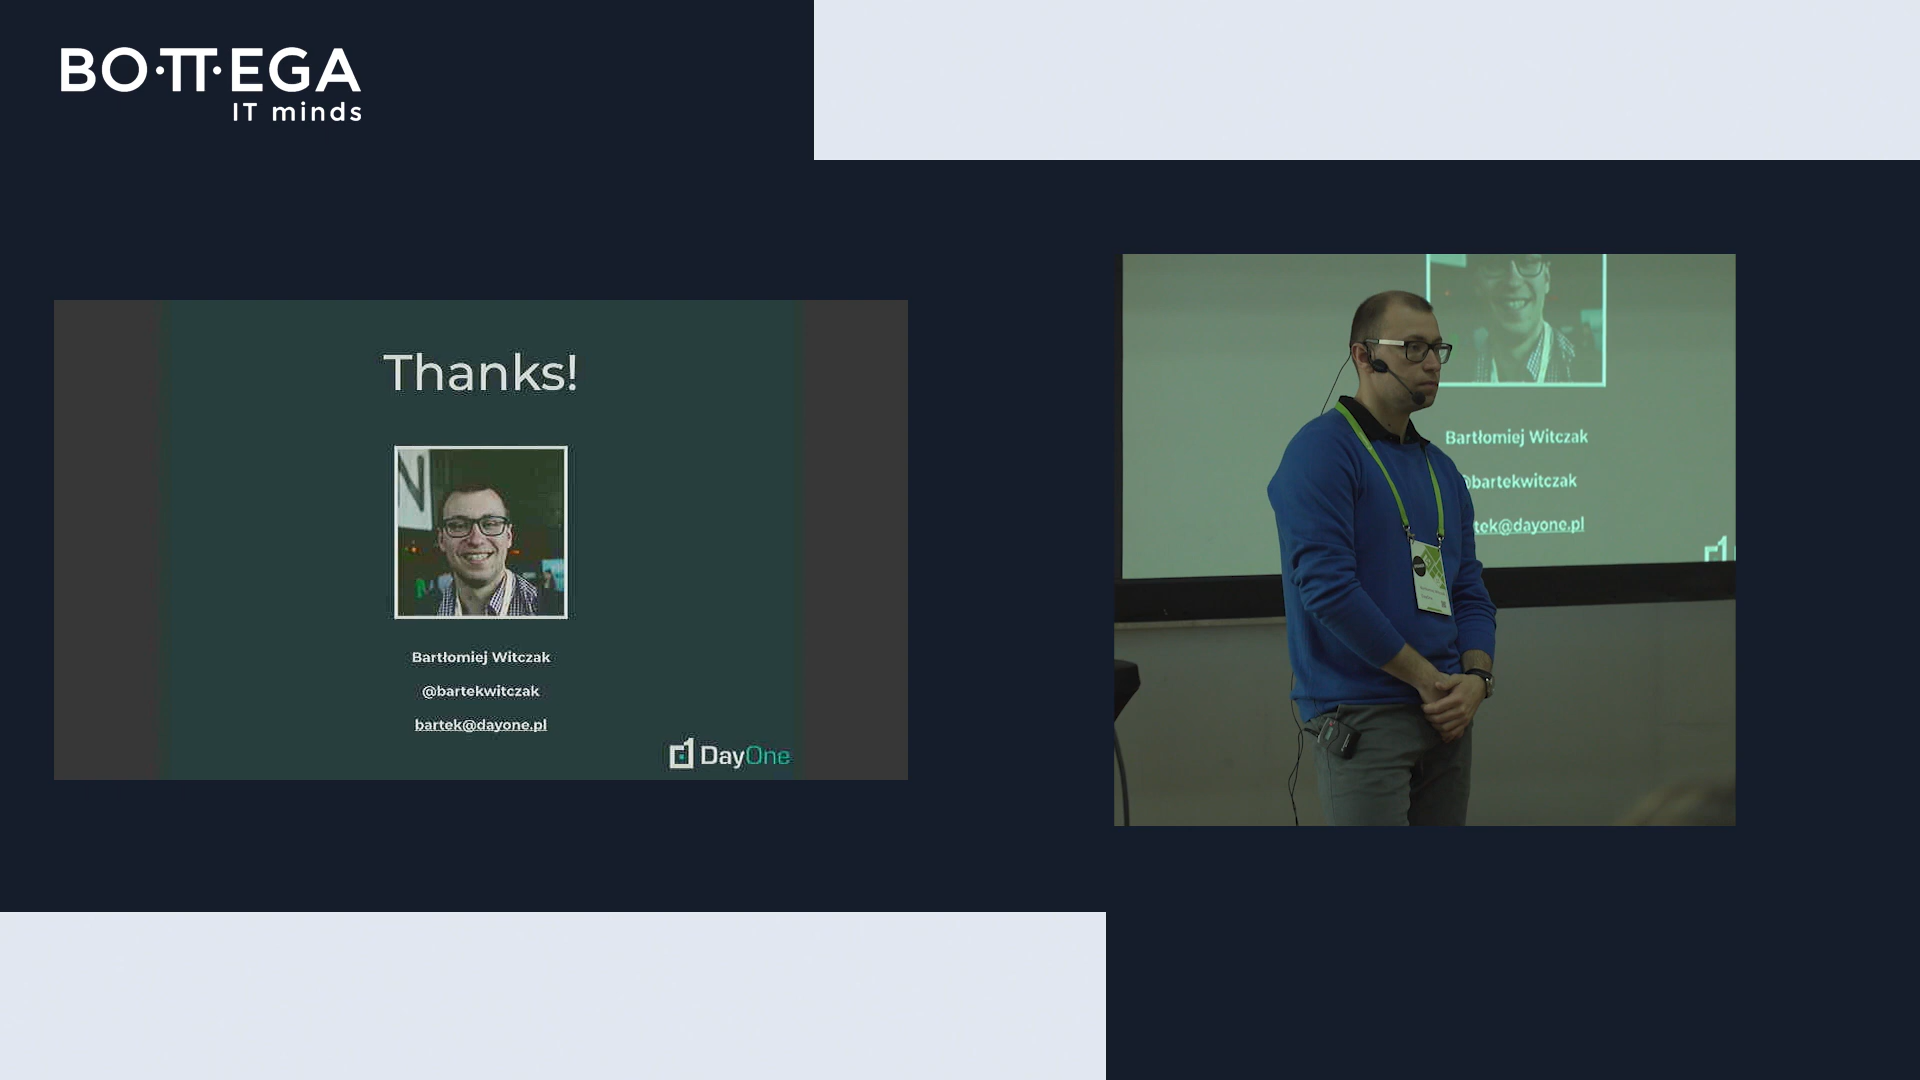 BO·TT·EGA
IT minds
Thanks!
Bartłomiej Witczak
@bartekwitczak
bartek@dayone.pl
DayOne
Bartłomiej Witczak
@bartekwitczak
tek@dayone.pl